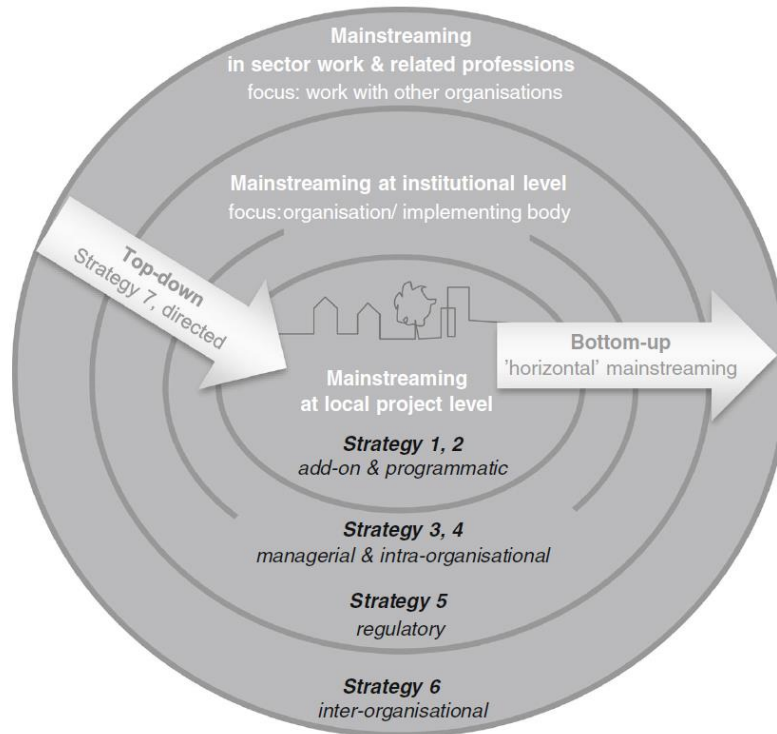 Mainstreaming
in sector work & related professions
focus: work with other organisations
Mainstreaming at institutional level
focus:organisation/ implementing body
Top-down
Strategy 7, directed
Bottom-up
'horizontal' mainstreaming
Mainstreaming
at local project level
Strategy 1, 2
add-on & programmatic
Strategy 3, 4
managerial & intra-organisational
Strategy 5
regulatory
Strategy 6
inter-organisational